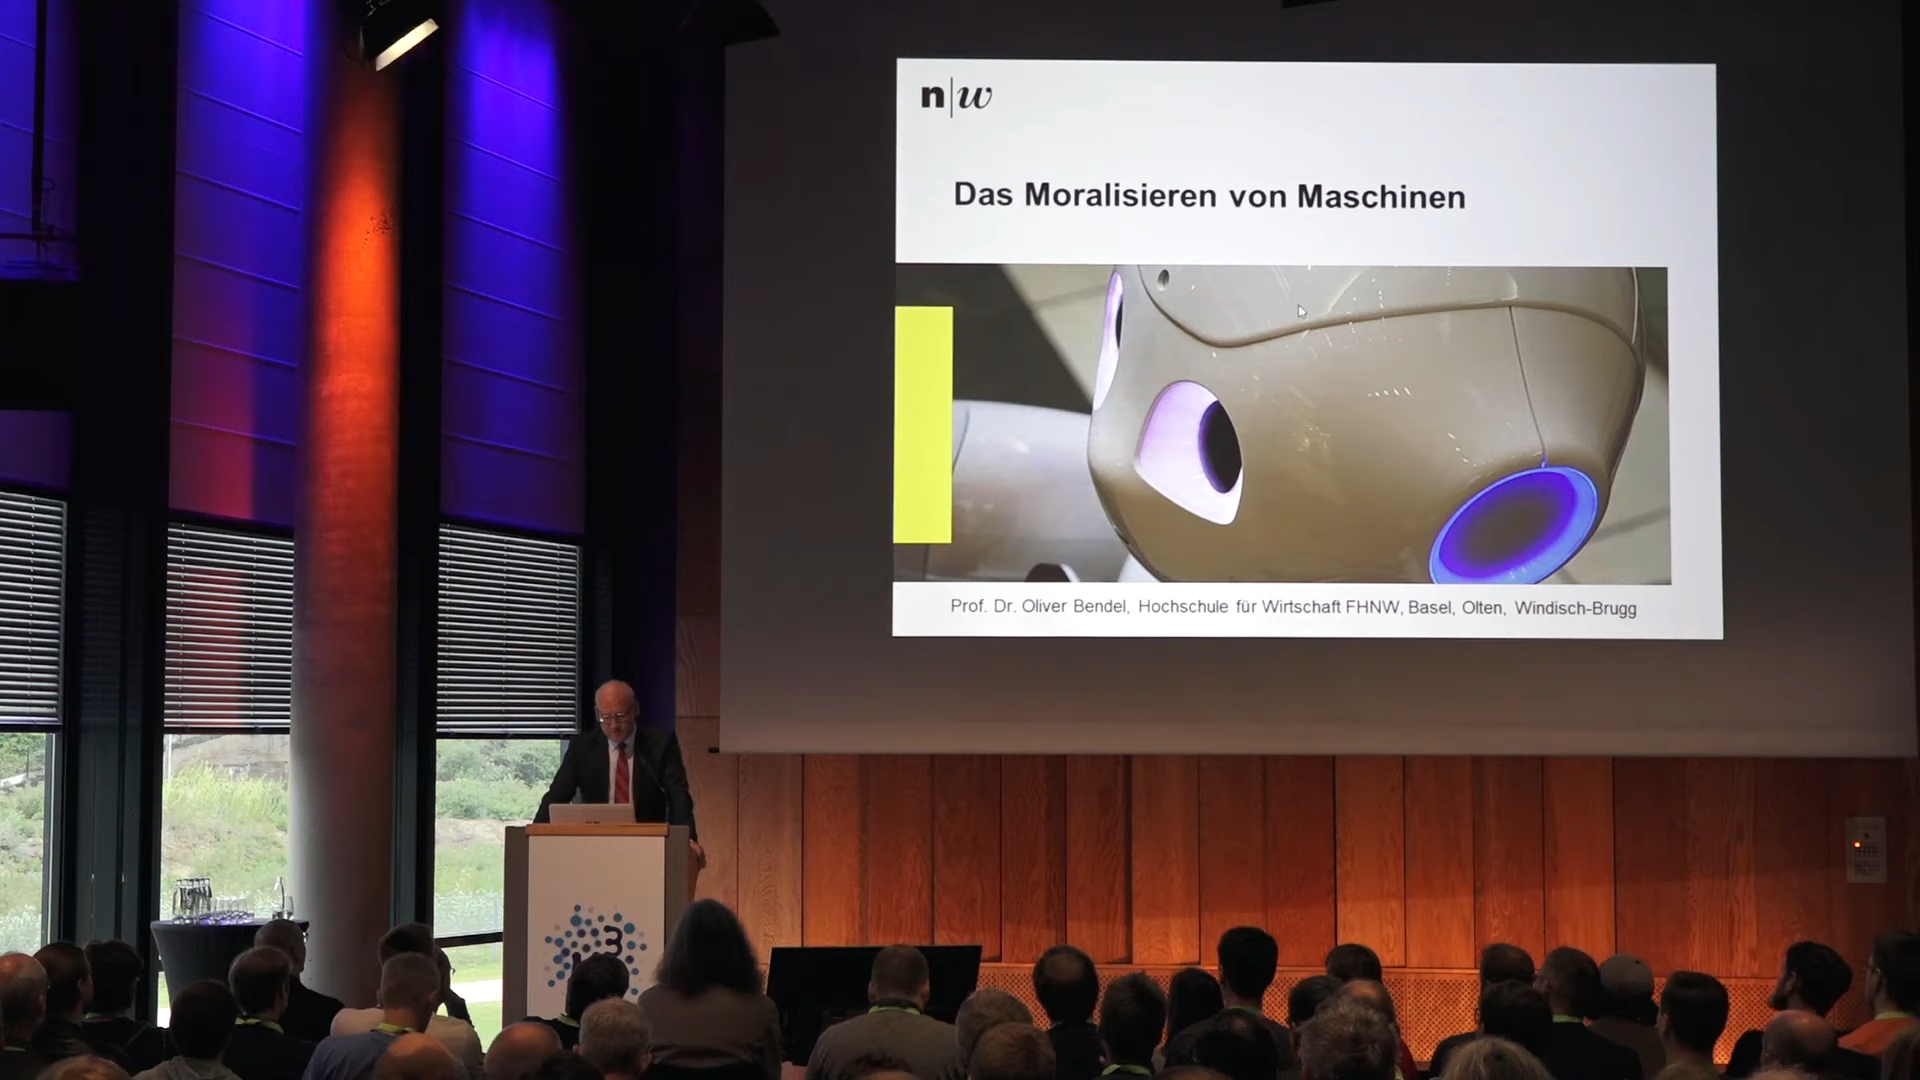 n|w
Das Moralisieren von Maschinen
Prof. Dr. Oliver Bendel, Hochschule für Wirtschaft FHNW, Basel, Olten, Windisch-Brugg